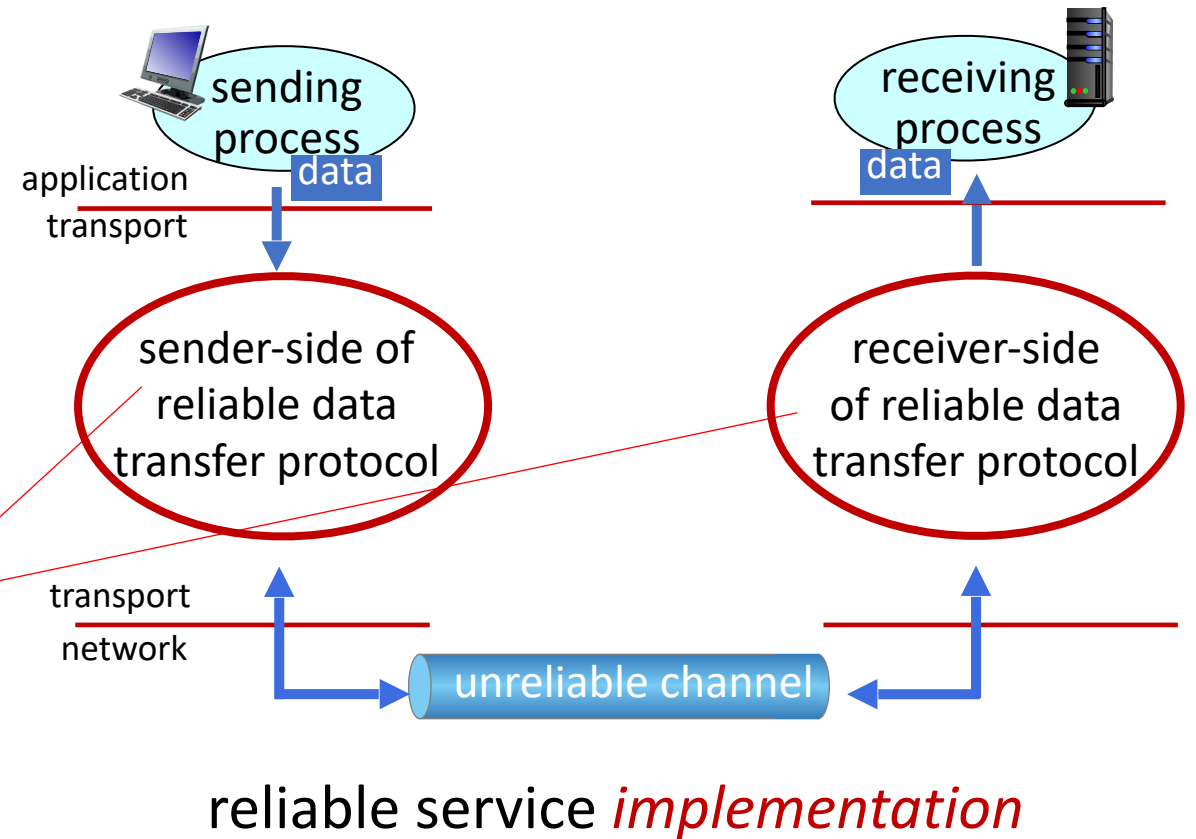 sending
process
data
application
transport
receiving
process
data
sender-side of
reliable data
transfer protocol
receiver-side
of reliable data
transfer protocol
transport
network
unreliable channel
reliable service implementation